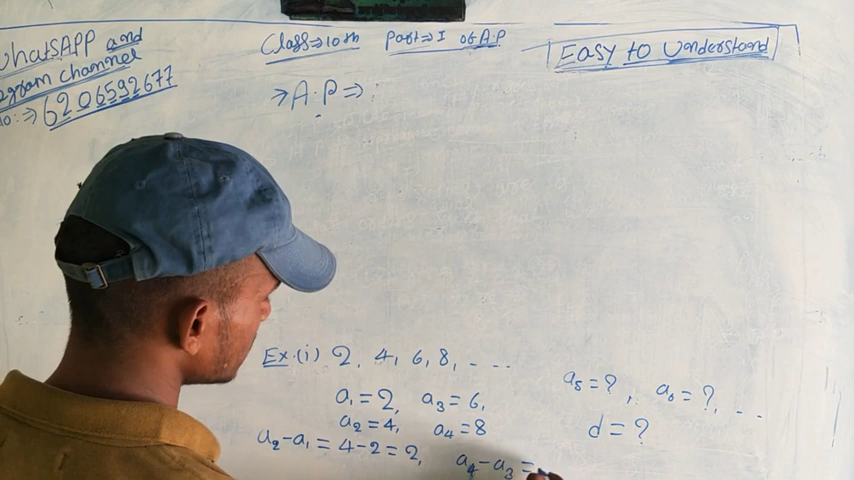 WhatsAPP and
gram channel
No:⇒ 6206592677
Class⇒10th Part⇒I of A.P
Easy to Understand
⇒A.P⇒
Ex.(i) 2, 4, 6, 8, - ...
a₁=2, a₃=6,
a₂=4, a₄=8
a₂-a₁=4-2=2, a₄-a₃=
a₅=?, a₆=?, ...
d=?